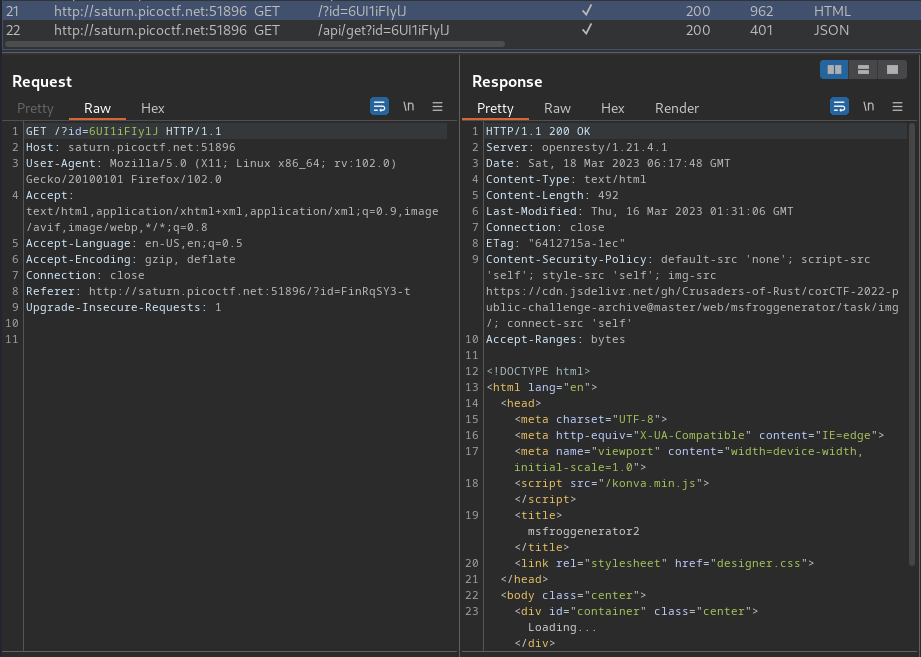 21 http://saturn.picoctf.net:51896 GET /?id=6UI1iFIylJ ✓ 200 962 HTML
22 http://saturn.picoctf.net:51896 GET /api/get?id=6UI1iFIylJ ✓ 200 401 JSON
Request
Pretty Raw Hex \n
1 GET /?id=6UI1iFIylJ HTTP/1.1
2 Host: saturn.picoctf.net:51896
3 User-Agent: Mozilla/5.0 (X11; Linux x86_64; rv:102.0)
Gecko/20100101 Firefox/102.0
4 Accept:
text/html,application/xhtml+xml,application/xml;q=0.9,image
/avif,image/webp,*/*;q=0.8
5 Accept-Language: en-US,en;q=0.5
6 Accept-Encoding: gzip, deflate
7 Connection: close
8 Referer: http://saturn.picoctf.net:51896/?id=FinRqSY3-t
9 Upgrade-Insecure-Requests: 1
10
11
Response
Pretty Raw Hex Render \n
1 HTTP/1.1 200 OK
2 Server: openresty/1.21.4.1
3 Date: Sat, 18 Mar 2023 06:17:48 GMT
4 Content-Type: text/html
5 Content-Length: 492
6 Last-Modified: Thu, 16 Mar 2023 01:31:06 GMT
7 Connection: close
8 ETag: "6412715a-1ec"
9 Content-Security-Policy: default-src 'none'; script-src
'self'; style-src 'self'; img-src
https://cdn.jsdelivr.net/gh/Crusaders-of-Rust/corCTF-2022-p
ublic-challenge-archive@master/web/msfroggenerator/task/img
/; connect-src 'self'
10 Accept-Ranges: bytes
11
12 <!DOCTYPE html>
13 <html lang="en">
14 <head>
15 <meta charset="UTF-8">
16 <meta http-equiv="X-UA-Compatible" content="IE=edge">
17 <meta name="viewport" content="width=device-width,
initial-scale=1.0">
18 <script src="/konva.min.js">
</script>
19 <title>
msfroggenerator2
</title>
20 <link rel="stylesheet" href="designer.css">
21 </head>
22 <body class="center">
23 <div id="container" class="center">
Loading...
</div>